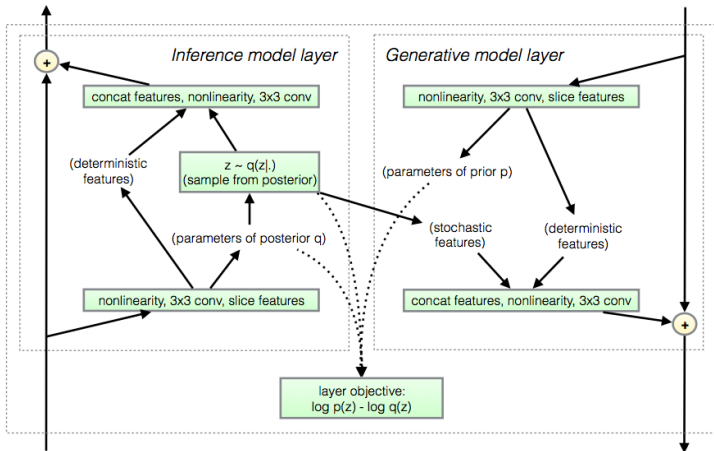 Inference model layer
+
concat features, nonlinearity, 3x3 conv
(deterministic
features)
z ~ q(z|.)
(sample from posterior)
(parameters of posterior q)
nonlinearity, 3x3 conv, slice features
Generative model layer
nonlinearity, 3x3 conv, slice features
(parameters of prior p)
(stochastic
features)
(deterministic
features)
concat features, nonlinearity, 3x3 conv
+
layer objective:
log p(z) - log q(z)